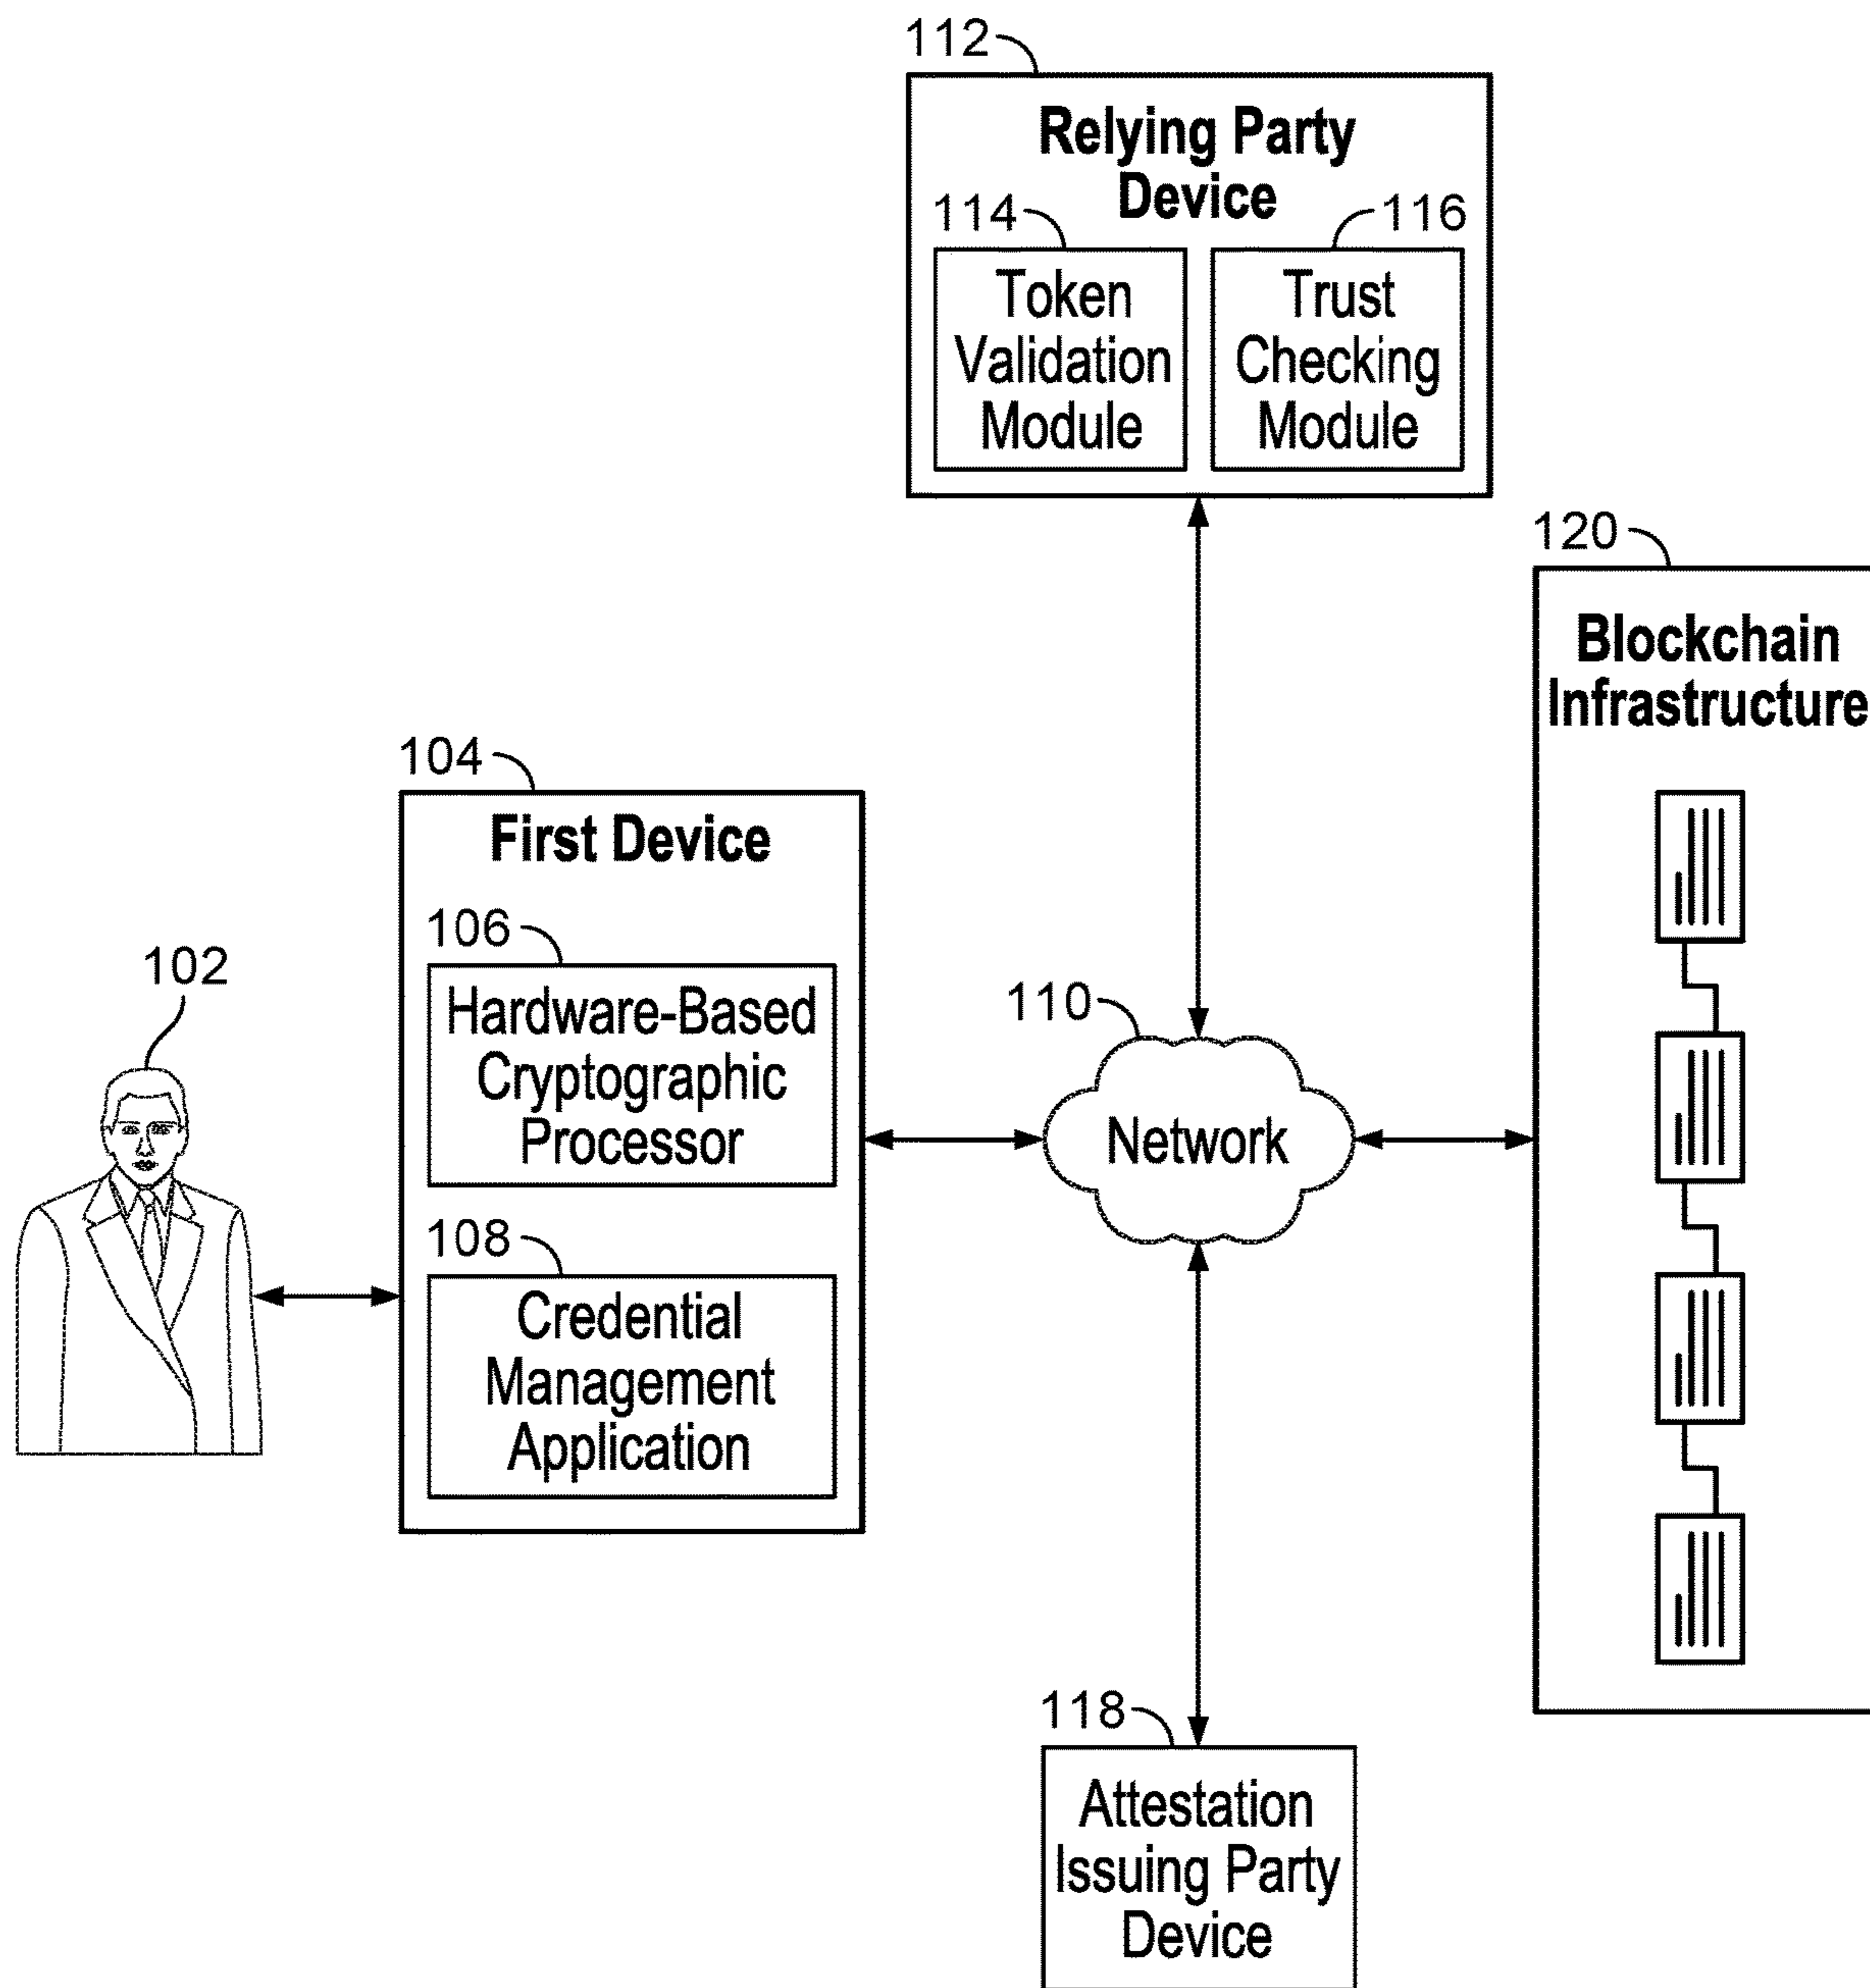 112
Relying Party
Device
114
116
Token
Validation
Module
Trust
Checking
Module
120
Blockchain
Infrastructure
104
First Device
106
Hardware-Based
Cryptographic
Processor
102
110
Network
108
Credential
Management
Application
118
Attestation
Issuing Party
Device